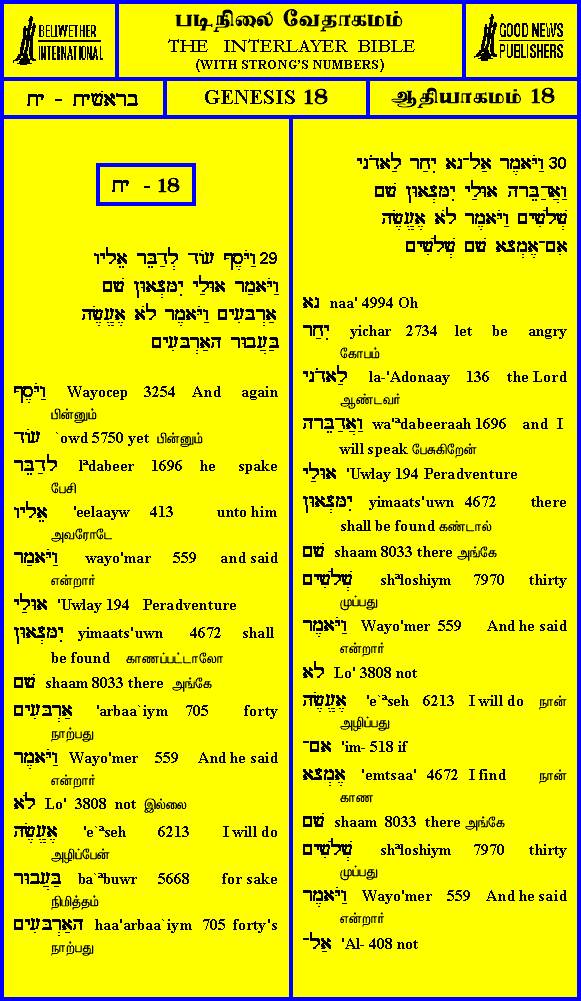 BELLWETHER
INTERNATIONAL
படிநிலை வேதாகமம்
THE INTERLAYER BIBLE
(WITH STRONG'S NUMBERS)
GOOD NEWS
PUBLISHERS
בראשׁית - ית
GENESIS 18
ஆதியாகமம் 18
ית - 18
29 וַיֹּסֶף עוֹד לְדַבֵּר אֵלָיו
וַיֹּאמַר אוּלַי יִמָּצְאוּן שָׁם
אַרְבָּעִים וַיֹּאמֶר לֹא אֶעֱשֶׂה
בַּעֲבוּר הָאַרְבָּעִים
וַיֹּסֶף Wayocep 3254 And again
பின்னும்
עוֹד `owd 5750 yet பின்னும்
לְדַבֵּר lªdabeer 1696 he spake
பேசி
אֵלָיו 'eelaayw 413 unto him
அவரோடே
וַיֹּאמַר wayo'mar 559 and said
என்றார்
אוּלַי 'Uwlay 194 Peradventure
יִמָּצְאוּן yimaats'uwn 4672 shall
be found காணப்பட்டாலோ
שָׁם shaam 8033 there அங்கே
אַרְבָּעִים 'arbaa`iym 705 forty
நாற்பது
וַיֹּאמֶר Wayo'mer 559 And he said
என்றார்
לֹא Lo' 3808 not இல்லை
אֶעֱשֶׂה 'e`ªseh 6213 I will do
அழிப்பேன்
בַּעֲבוּר ba`ªbuwr 5668 for sake
நிமித்தம்
הָאַרְבָּעִים haa'arbaa`iym 705 forty's
நாற்பது
30 וַיֹּאמֶר אַל־נָא יִחַר לַאדֹנָי
וַאֲדַבֵּרָה אוּלַי יִמָּצְאוּן שָׁם
שְׁלֹשִׁים וַיֹּאמֶר לֹא אֶעֱשֶׂה
אִם־אֶמְצָא שָׁם שְׁלֹשִׁים
נָא naa' 4994 Oh
יִחַר yichar 2734 let be angry
கோபம்
לַאדֹנָי la-'Adonaay 136 the Lord
ஆண்டவர்
וַאֲדַבֵּרָה wa'ªdabeeraah 1696 and I
will speak பேசுகிறேன்
אוּלַי 'Uwlay 194 Peradventure
יִמָּצְאוּן yimaats'uwn 4672 there
shall be found கண்டால்
שָׁם shaam 8033 there அங்கே
שְׁלֹשִׁים shªloshiym 7970 thirty
முப்பது
וַיֹּאמֶר Wayo'mer 559 And he said
என்றார்
לֹא Lo' 3808 not
אֶעֱשֶׂה 'e`ªseh 6213 I will do நான்
அழிப்பது
אִם־ 'im- 518 if
אֶמְצָא 'emtsaa' 4672 I find நான்
காண
שָׁם shaam 8033 there அங்கே
שְׁלֹשִׁים shªloshiym 7970 thirty
முப்பது
וַיֹּאמֶר Wayo'mer 559 And he said
என்றார்
אַל־ 'Al- 408 not